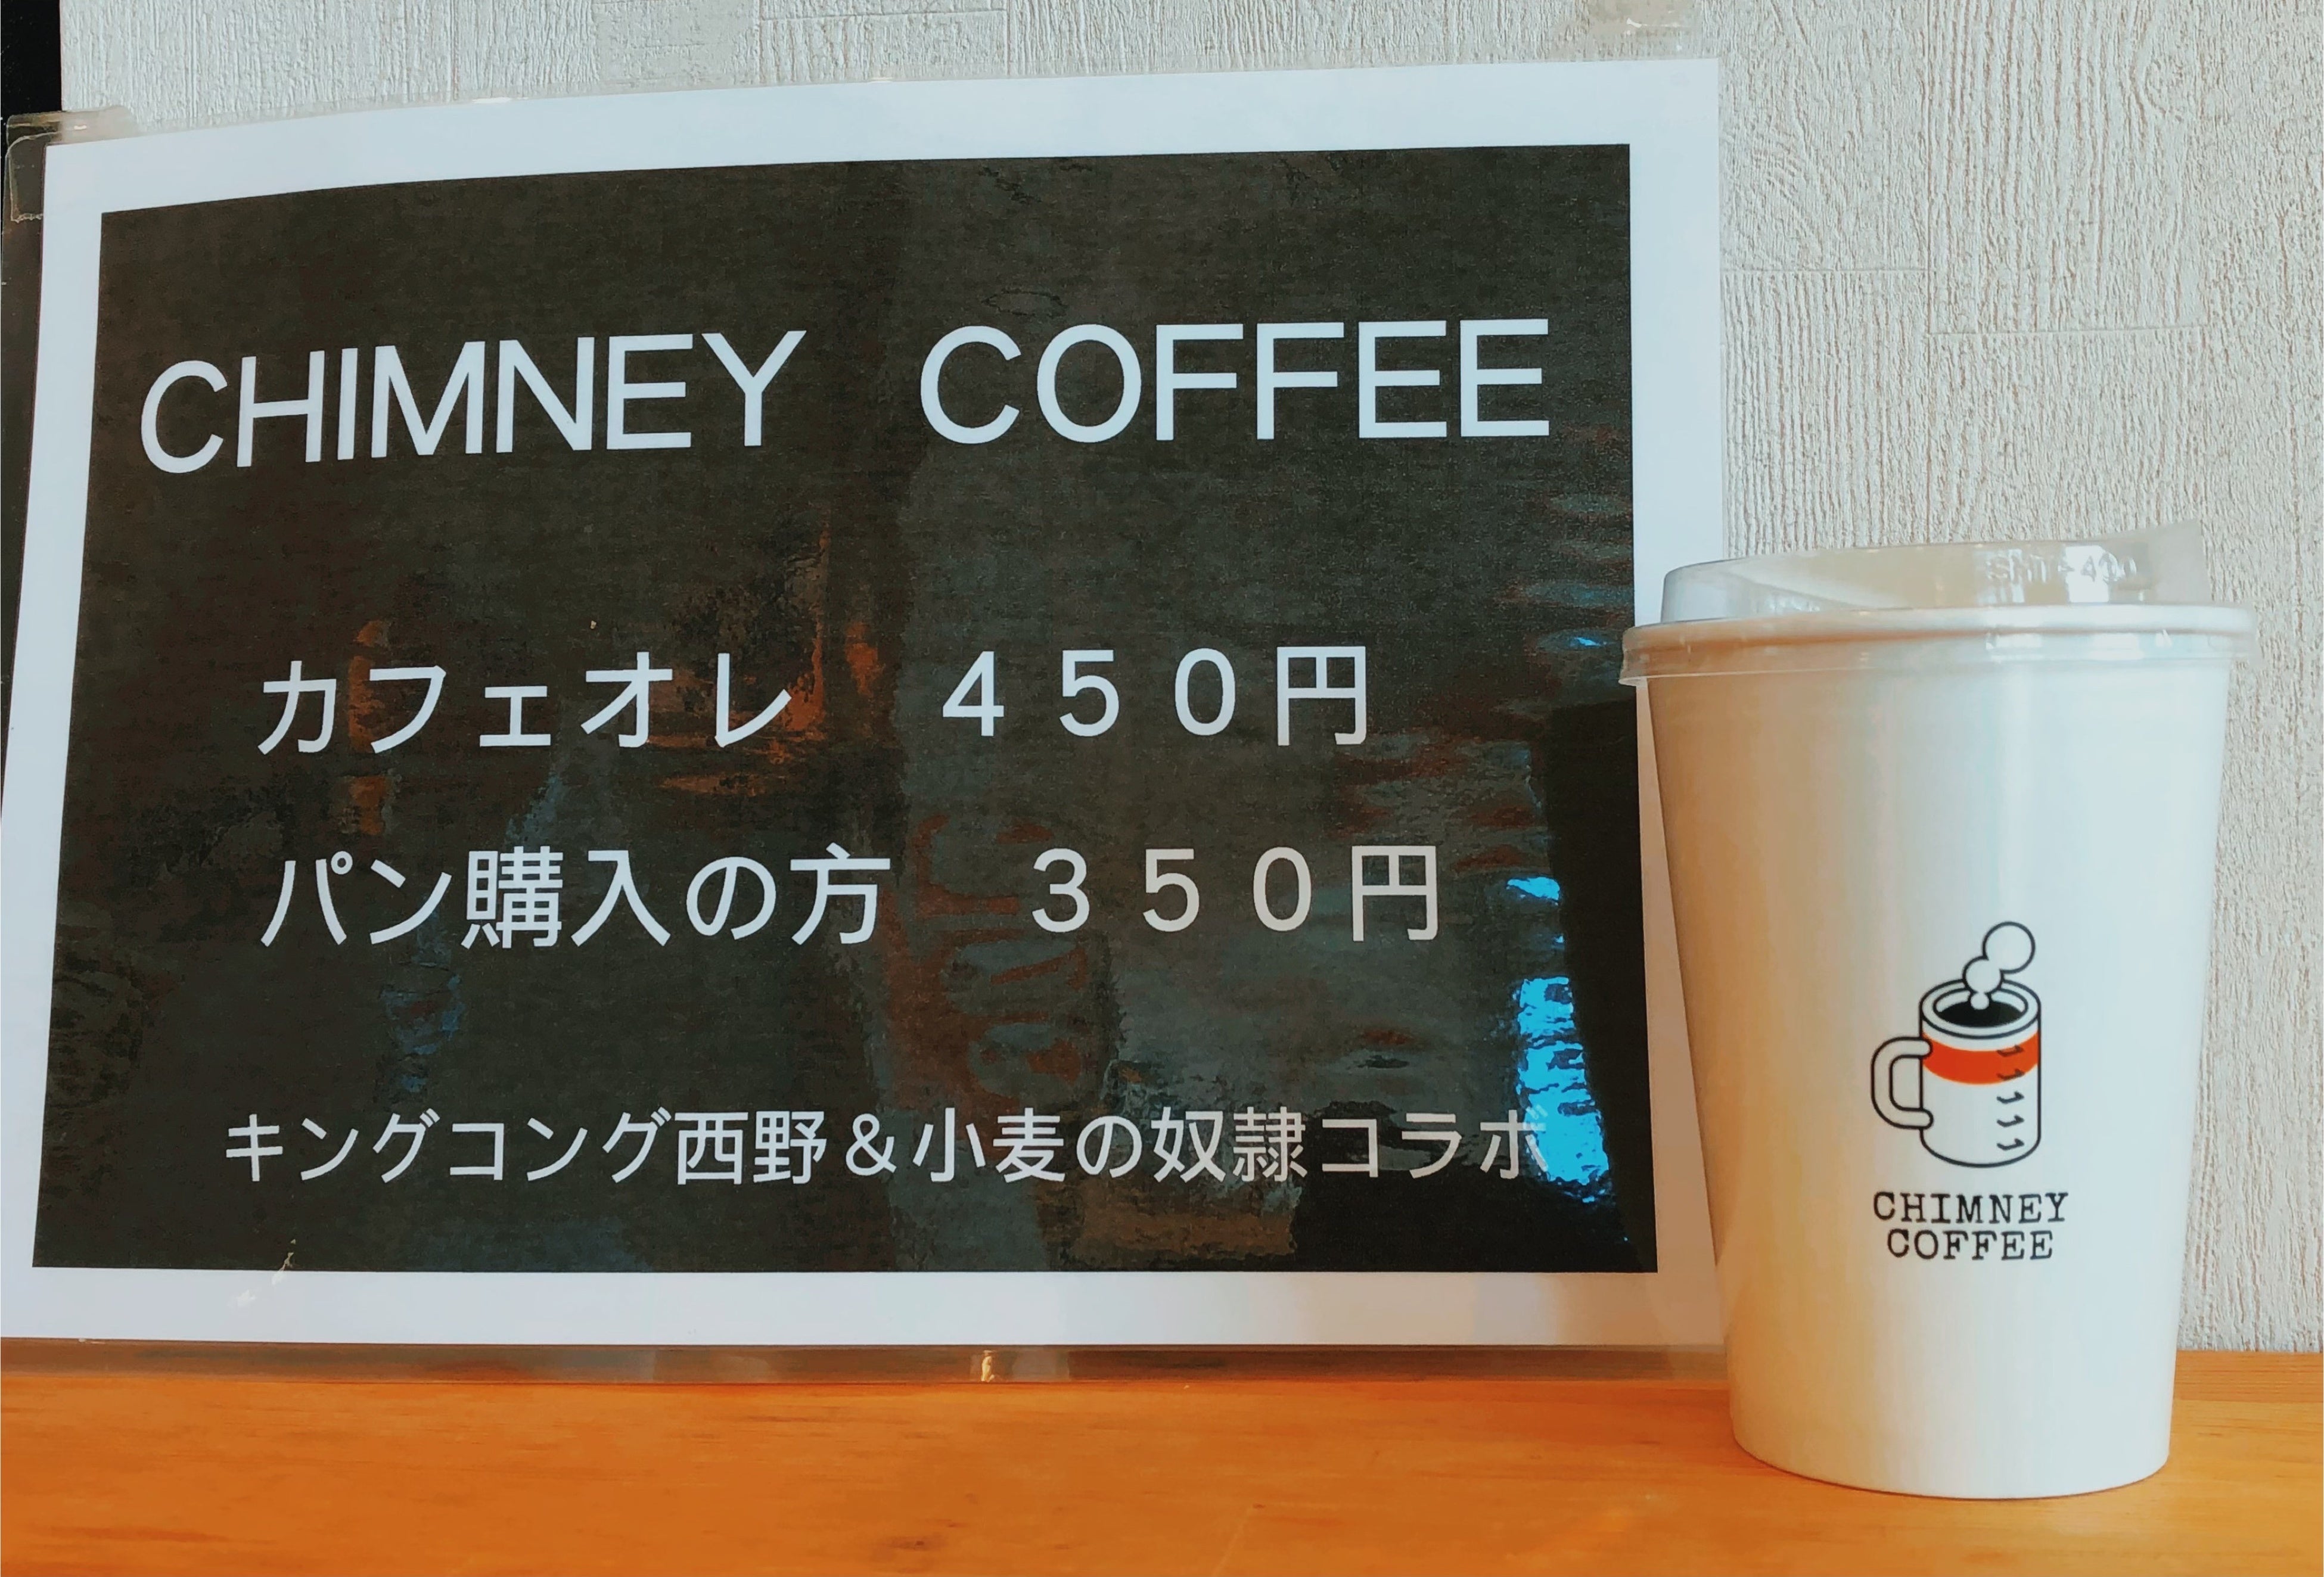 CHIMNEY COFFEE
カフェオレ ４５０円
パン購入の方 ３５０円
キングコング西野＆小麦の奴隷コラボ
CHIMNEY
COFFEE